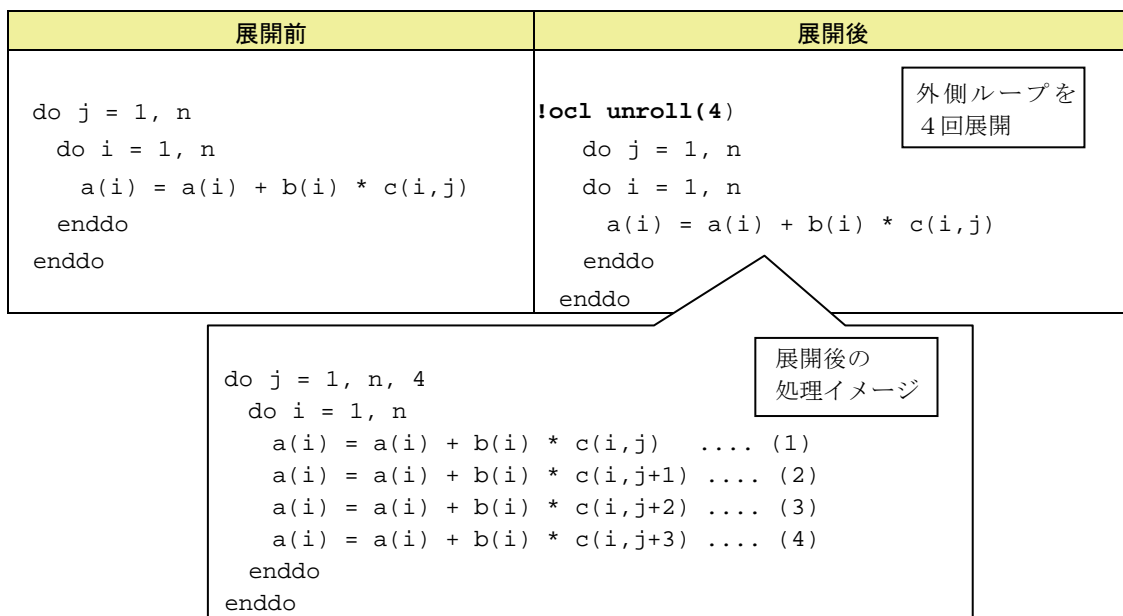 展開前
do j = 1, n
do i = 1, n
a(i) = a(i) + b(i) * c(i,j)
enddo
enddo
展開後
外側ループを
４回展開
!ocl unroll(4)
do j = 1, n
do i = 1, n
a(i) = a(i) + b(i) * c(i,j)
enddo
enddo
展開後の
処理イメージ
do j = 1, n, 4
do i = 1, n
a(i) = a(i) + b(i) * c(i,j) .... (1)
a(i) = a(i) + b(i) * c(i,j+1) .... (2)
a(i) = a(i) + b(i) * c(i,j+2) .... (3)
a(i) = a(i) + b(i) * c(i,j+3) .... (4)
enddo
enddo